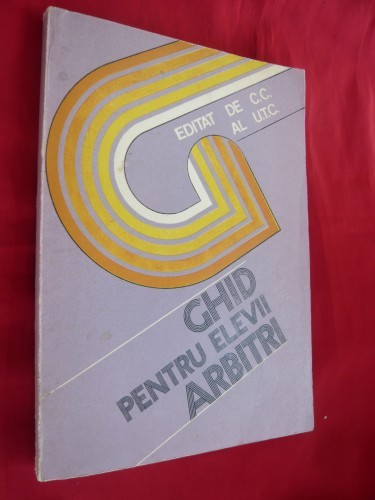 EDITAT DE C.C.
AL U.T.C.
GHID
PENTRU ELEVII
ARBITRI